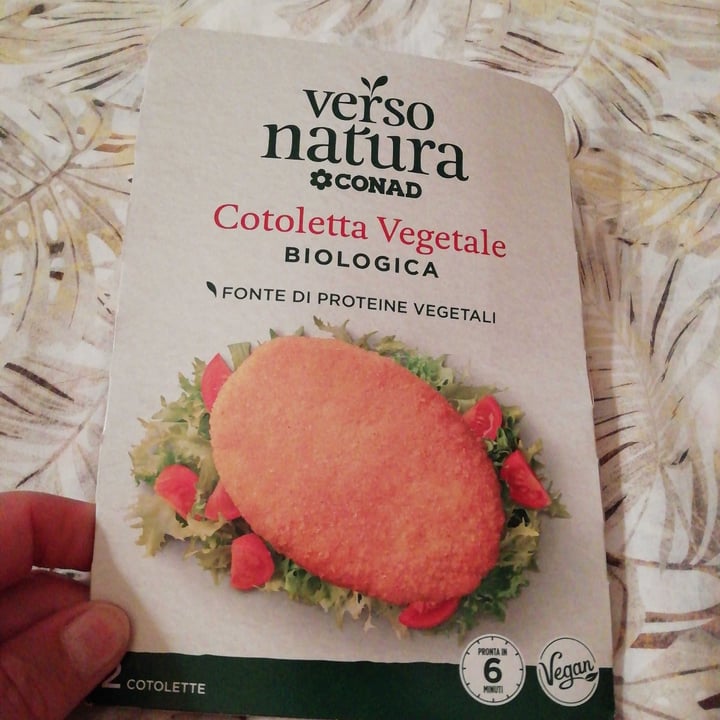 verso
natura
CONAD
Cotoletta Vegetale
BIOLOGICA
FONTE DI PROTEINE VEGETALI
2 COTOLETTE
PRONTA IN
6
MINUTI
Vegan